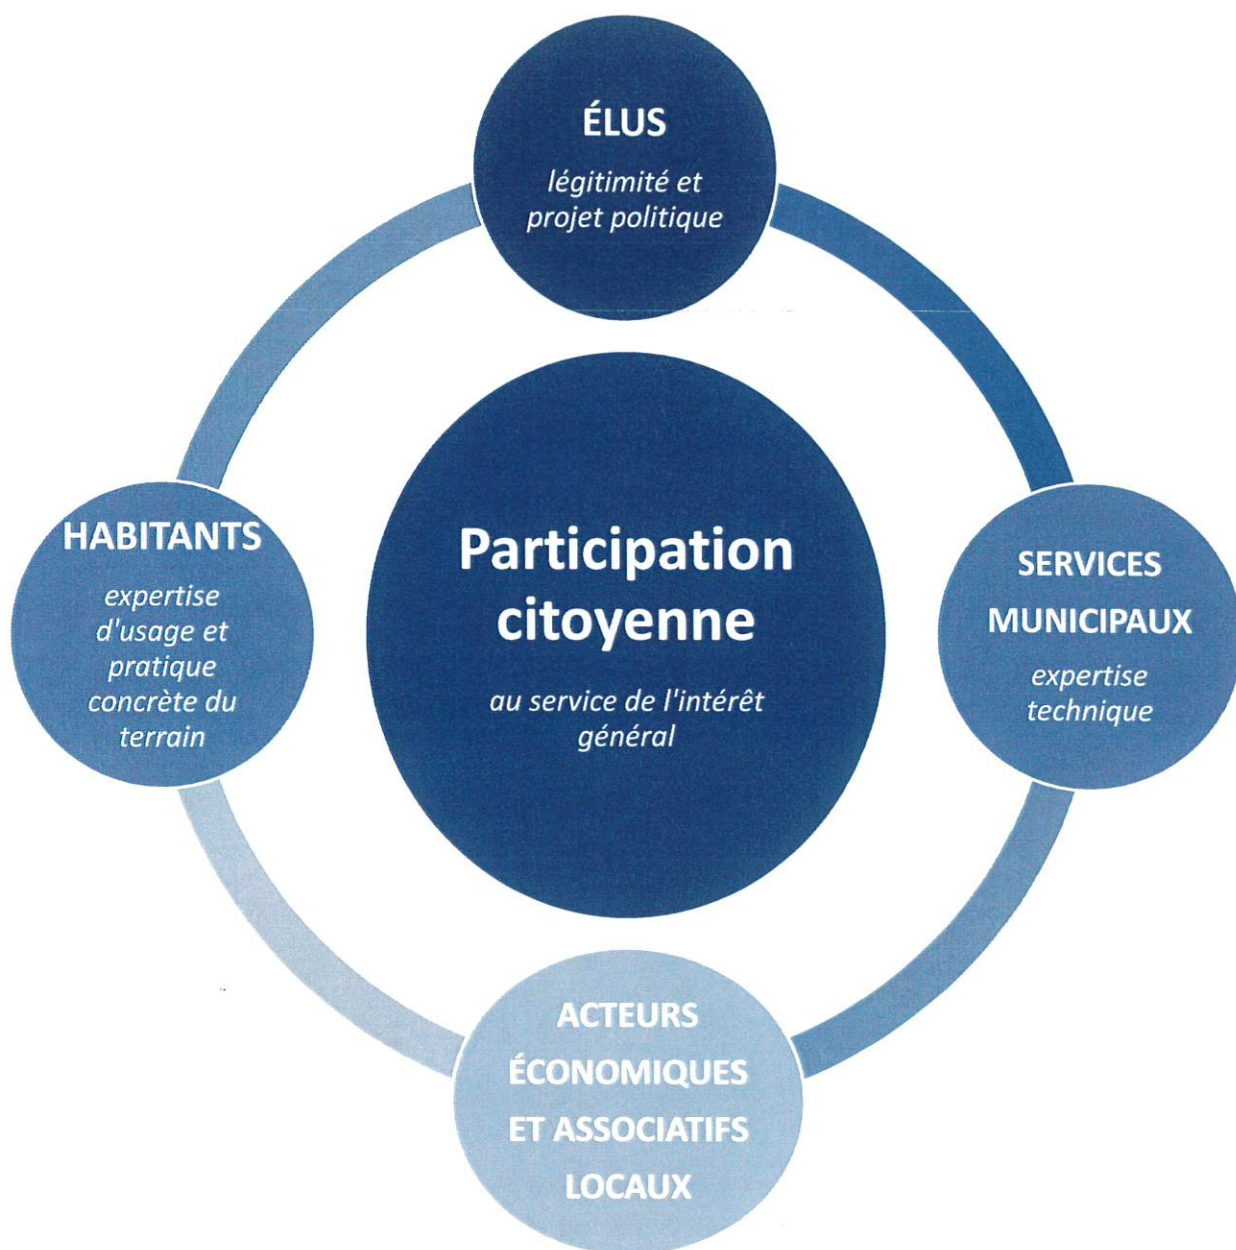 ÉLUS
légitimité et
projet politique
HABITANTS
expertise
d'usage et
pratique
concrète du
terrain
Participation
citoyenne
au service de l'intérêt
général
SERVICES
MUNICIPAUX
expertise
technique
ACTEURS
ÉCONOMIQUES
ET ASSOCIATIFS
LOCAUX